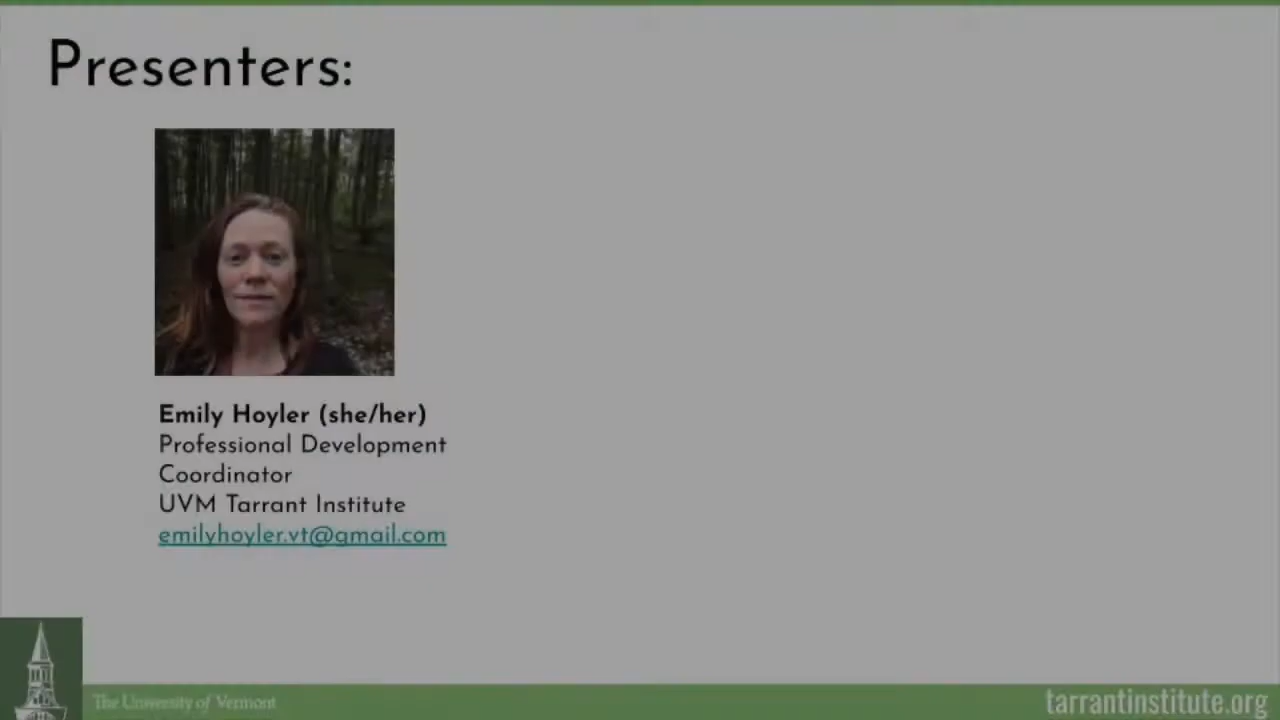 Presenters:
Emily Hoyler (she/her)
Professional Development
Coordinator
UVM Tarrant Institute
emilyhoyler.vt@gmail.com
The University of Vermont
tarrantinstitute.org